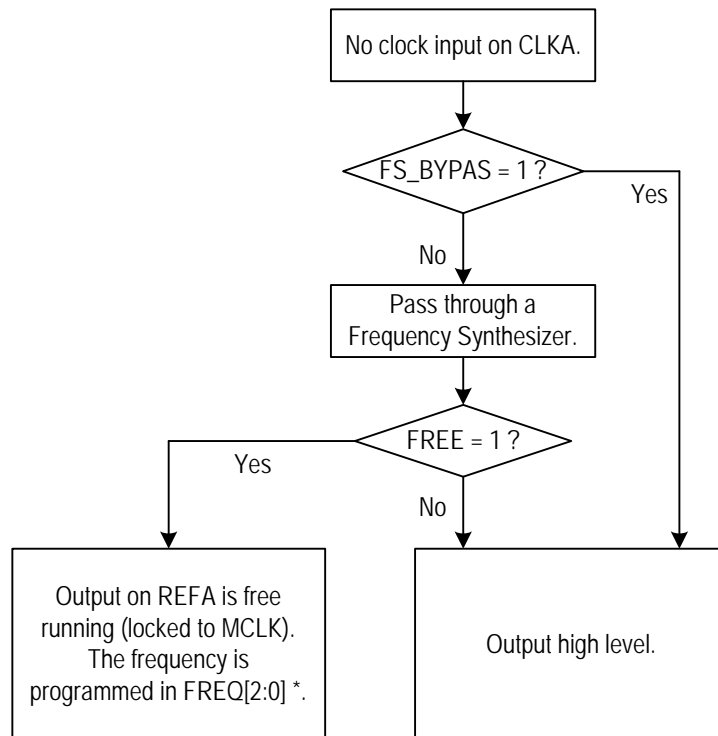 No clock input on CLKA.
FS_BYPAS = 1 ?
Yes
No
Pass through a
Frequency Synthesizer.
FREE = 1 ?
Yes
No
Output on REFA is free
running (locked to MCLK).
The frequency is
programmed in FREQ[2:0] *.
Output high level.